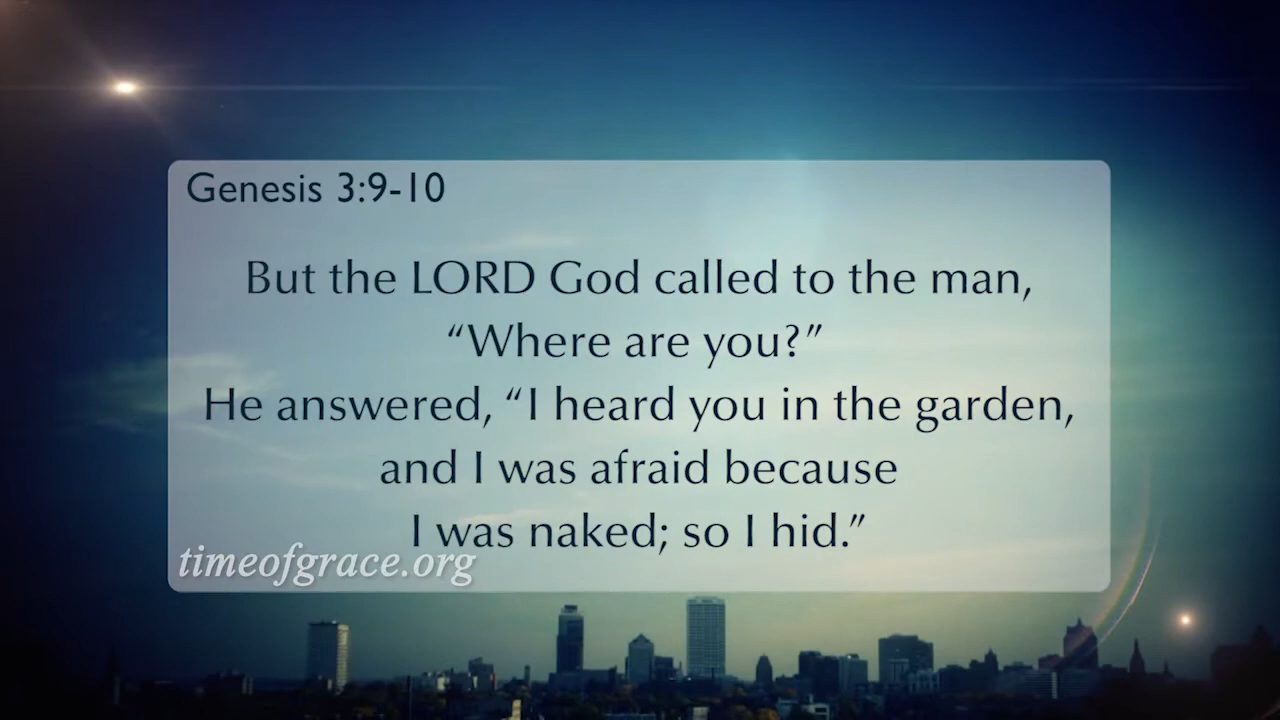 Genesis 3:9-10
But the LORD God called to the man,
“Where are you?”
He answered, “I heard you in the garden,
and I was afraid because
I was naked; so I hid.”
timeofgrace.org